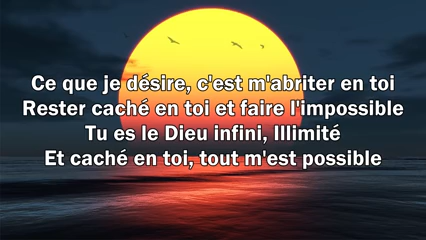 Ce que je désire, c'est m'abriter en toi
Rester caché en toi et faire l'impossible
Tu es le Dieu infini, Illimité
Et caché en toi, tout m'est possible